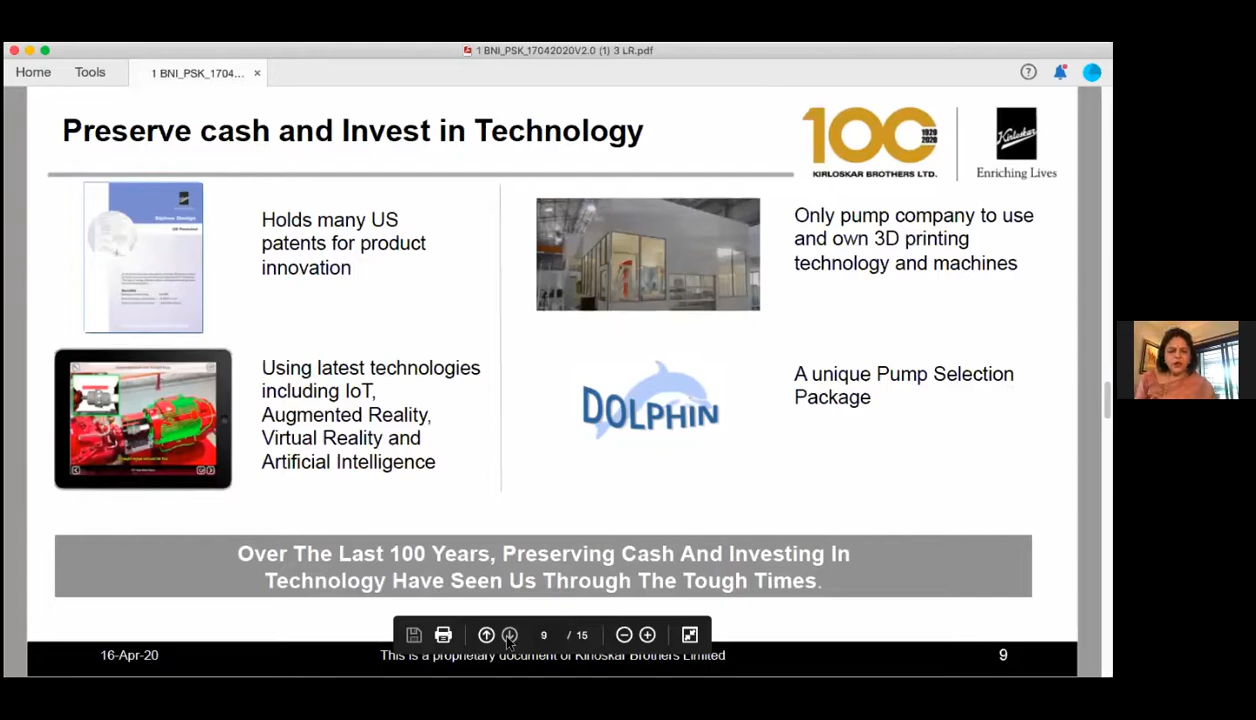 1 BNI_PSK_17042020V2.0 (1) 3 LR.pdf
Home
Tools
1 BNI_PSK_1704...
Preserve cash and Invest in Technology
100
1920
2020
KIRLOSKAR BROTHERS LTD.
Kirloskar
Enriching Lives
Holds many US
patents for product
innovation
Only pump company to use
and own 3D printing
technology and machines
Using latest technologies
including IoT,
Augmented Reality,
Virtual Reality and
Artificial Intelligence
DOLPHIN
A unique Pump Selection
Package
Over The Last 100 Years, Preserving Cash And Investing In
Technology Have Seen Us Through The Tough Times.
9 / 15
16-Apr-20
This is a proprietary document of Kirloskar Brothers Limited
9